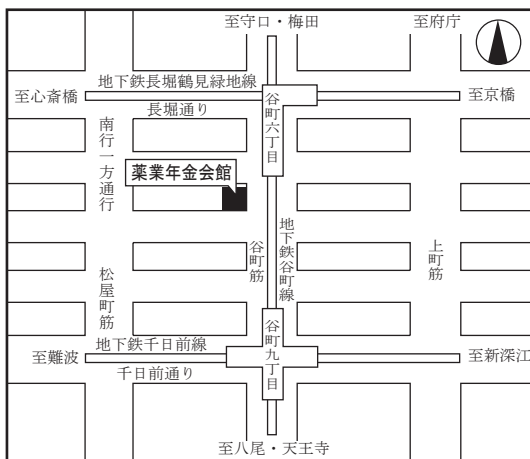 至守口・梅田
至府庁
地下鉄長堀鶴見緑地線
至心斎橋
至京橋
長堀通り
谷町六丁目
南行一方通行
薬業年金会館
谷町筋
地下鉄谷町線
上町筋
松屋町筋
谷町九丁目
地下鉄千日前線
至難波
至新深江
千日前通り
至八尾・天王寺